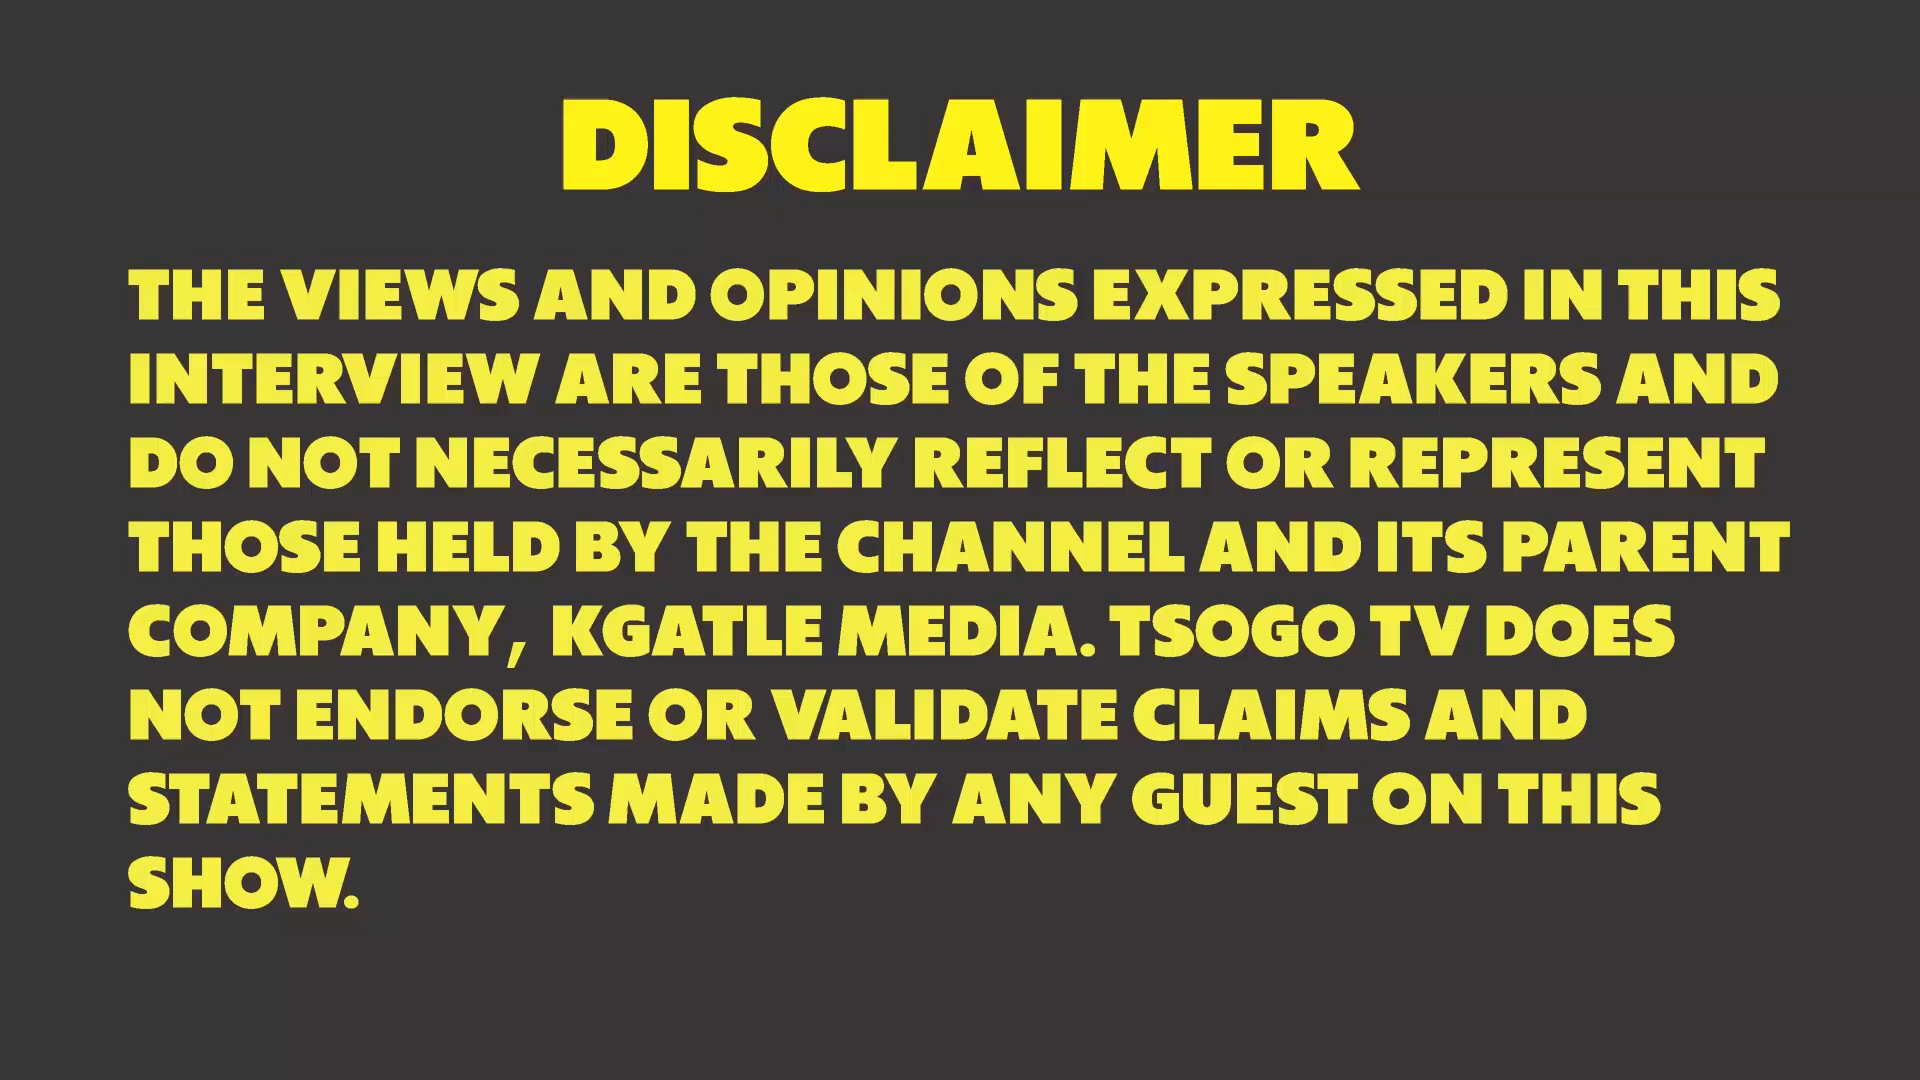 DISCLAIMER
THE VIEWS AND OPINIONS EXPRESSED IN THIS
INTERVIEW ARE THOSE OF THE SPEAKERS AND
DO NOT NECESSARILY REFLECT OR REPRESENT
THOSE HELD BY THE CHANNEL AND ITS PARENT
COMPANY, KGATLE MEDIA. TSOGO TV DOES
NOT ENDORSE OR VALIDATE CLAIMS AND
STATEMENTS MADE BY ANY GUEST ON THIS
SHOW.